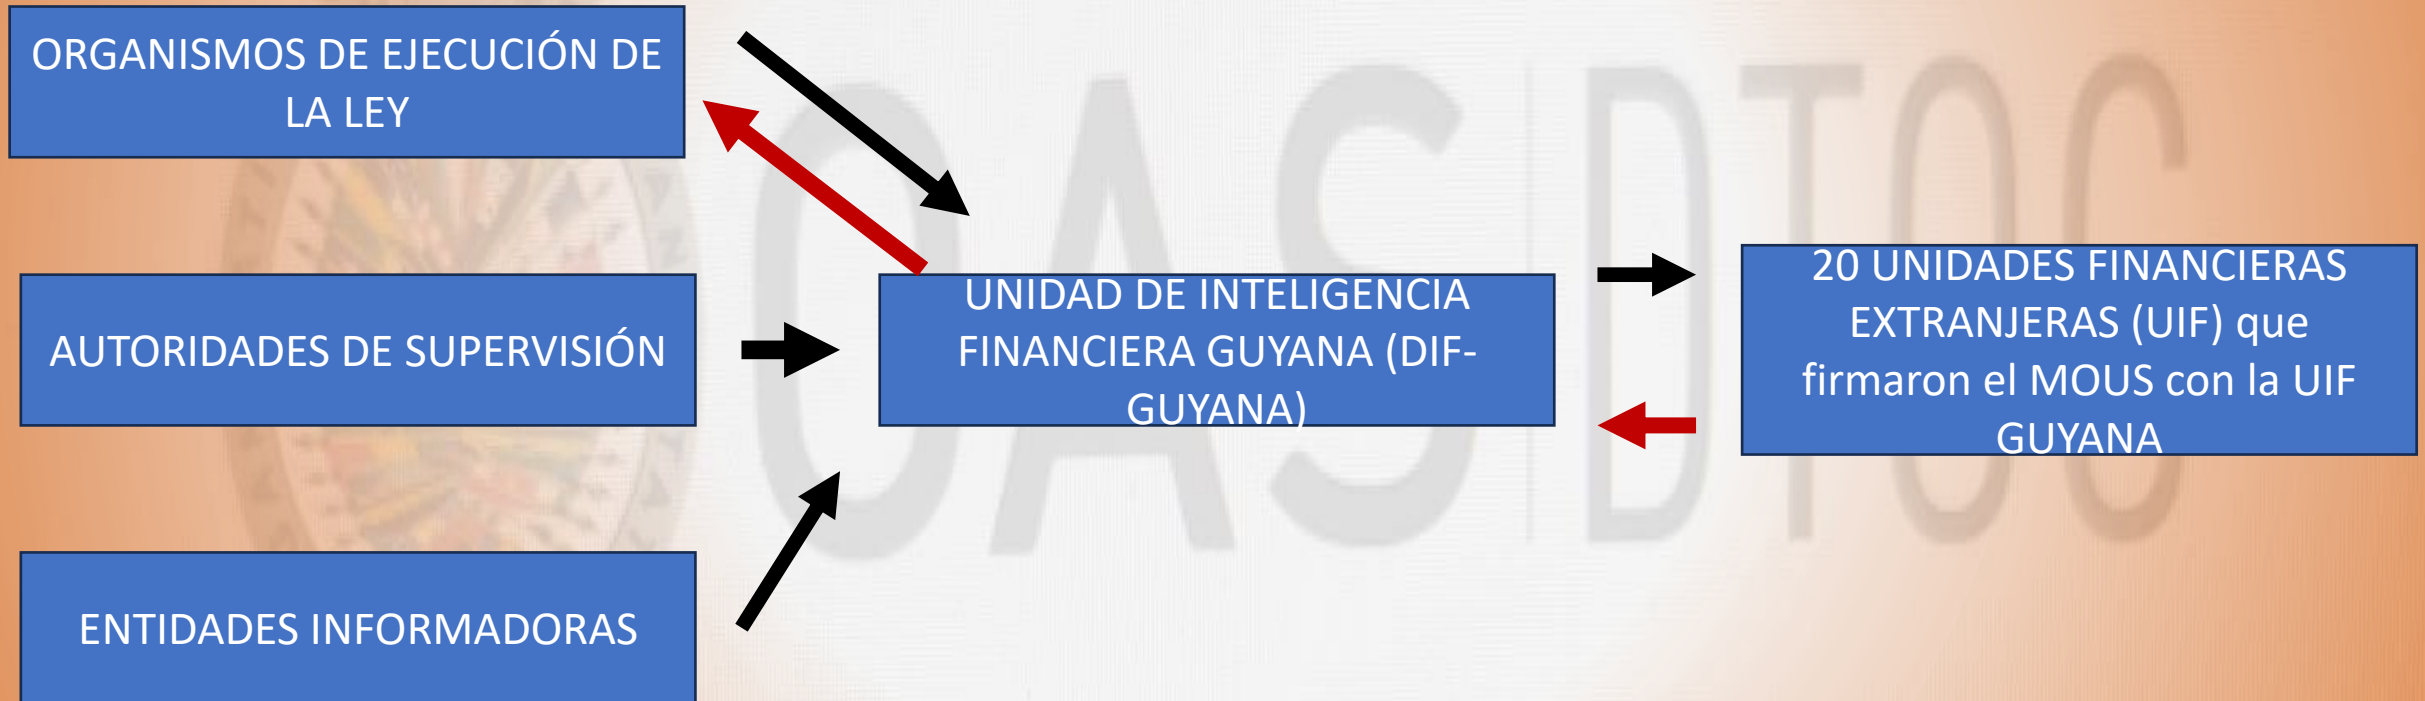 ORGANISMOS DE EJECUCIÓN DE
LA LEY
AUTORIDADES DE SUPERVISIÓN
ENTIDADES INFORMADORAS
UNIDAD DE INTELIGENCIA
FINANCIERA GUYANA (DIF-
GUYANA)
20 UNIDADES FINANCIERAS
EXTRANJERAS (UIF) que
firmaron el MOUS con la UIF
GUYANA
OAS|DTOC